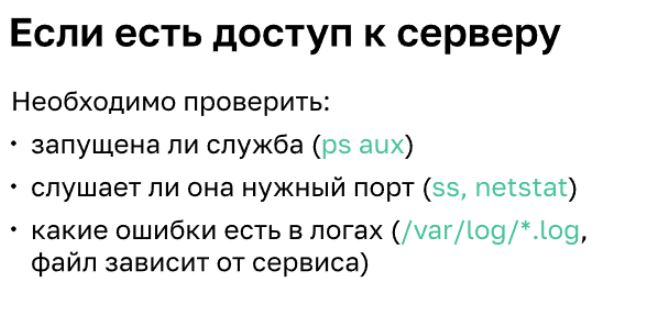 Если есть доступ к серверу
Необходимо проверить:
• запущена ли служба (ps aux)
• слушает ли она нужный порт (ss, netstat)
• какие ошибки есть в логах (/var/log/*.log,
файл зависит от сервиса)